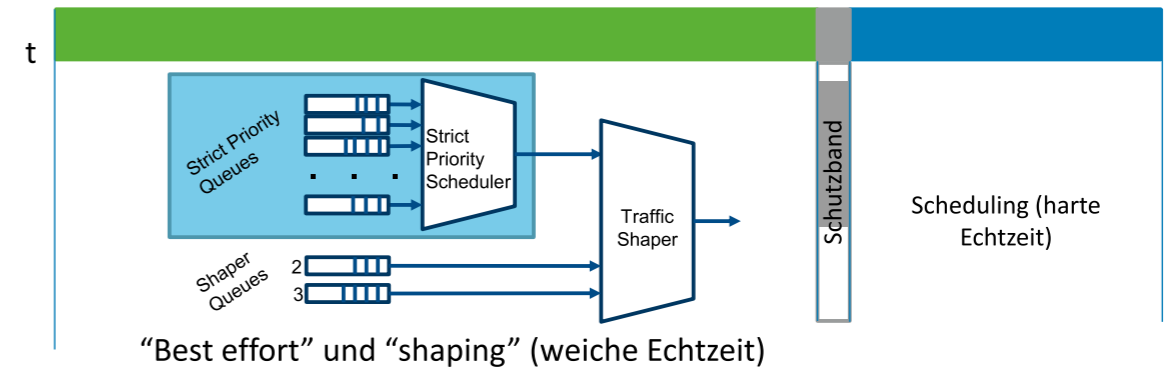 t
Strict Priority
Queues
Strict
Priority
Scheduler
. . .
Shaper
Queues
2
3
Traffic
Shaper
Schutzband
Scheduling (harte
Echtzeit)
“Best effort” und “shaping” (weiche Echtzeit)